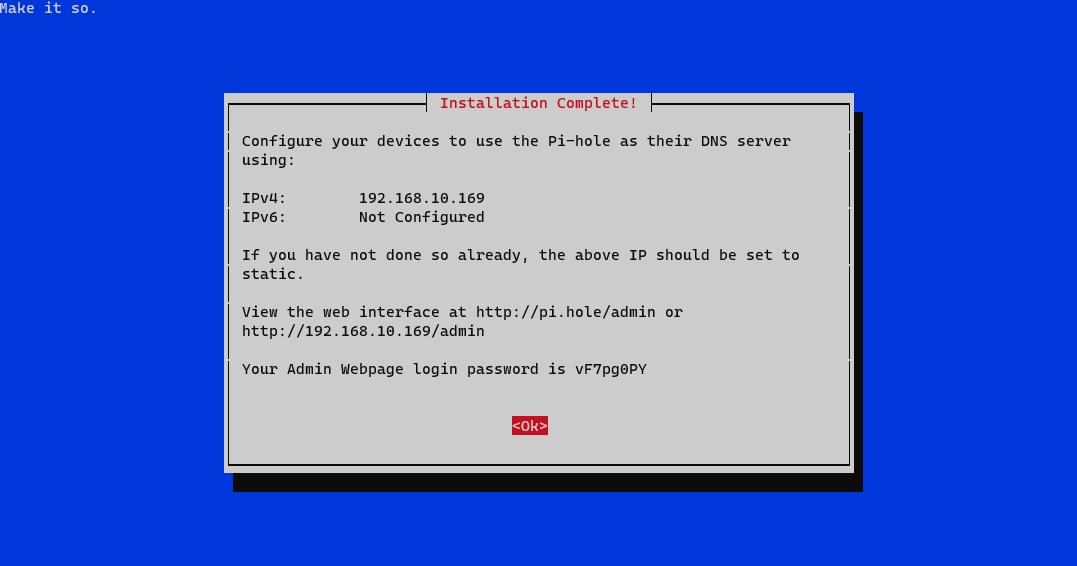 Make it so.
Installation Complete!
Configure your devices to use the Pi-hole as their DNS server
using:
IPv4: 192.168.10.169
IPv6: Not Configured
If you have not done so already, the above IP should be set to
static.
View the web interface at http://pi.hole/admin or
http://192.168.10.169/admin
Your Admin Webpage login password is vF7pg0PY
<Ok>